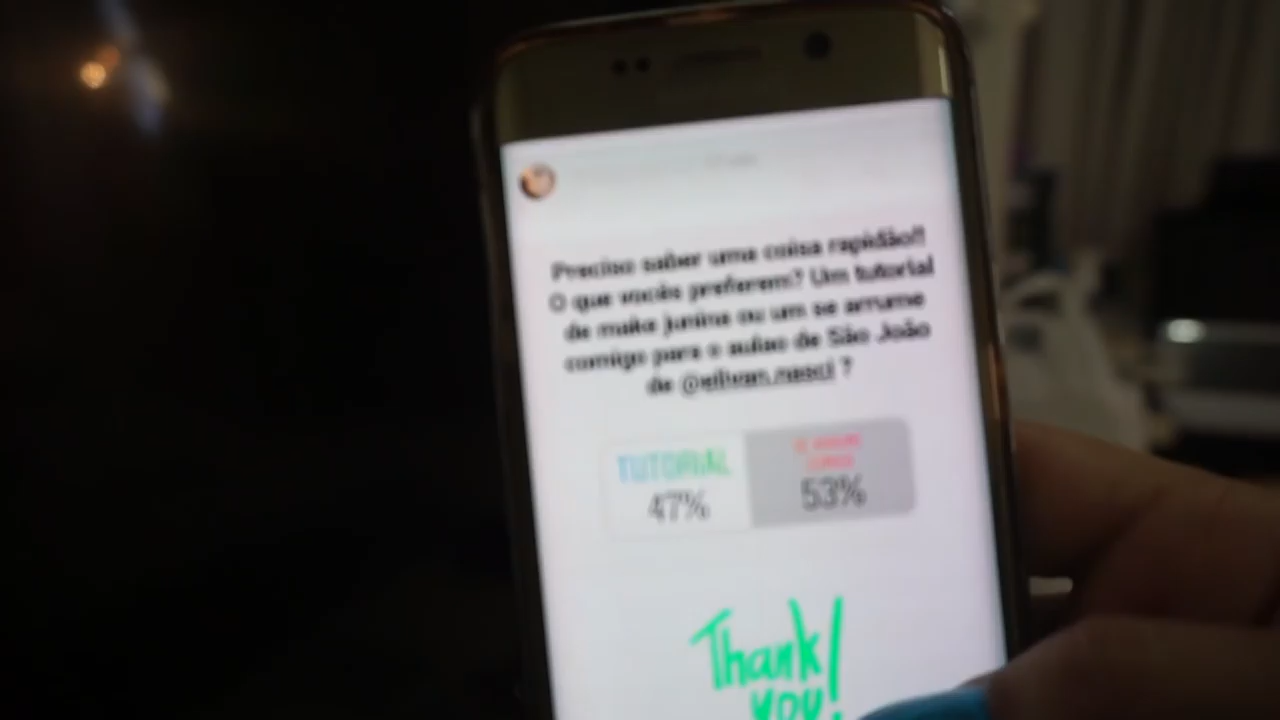 Preciso saber uma coisa rapidão!!
O que vocês preferem? Um tutorial
de make junina ou um se arrume
comigo para o aulao de São João
de ?
TUTORIAL
47%
53%
Thank
you!